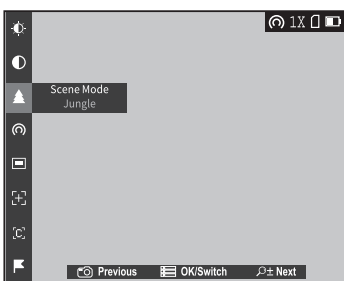 1X
Scene Mode
Jungle
[C]
Previous OK/Switch ± Next